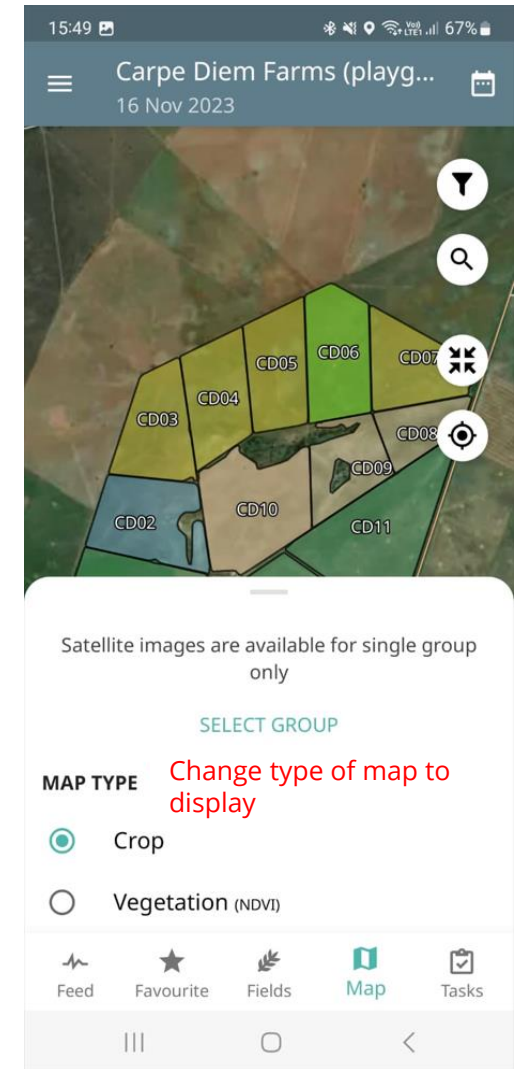 15:49 Vo) LTE1 67%
Carpe Diem Farms (playg...
16 Nov 2023
CD06
CD05
CD07
CD04
CD03
CD08
CD09
CD10
CD02
CD11
Satellite images are available for single group
only
SELECT GROUP
MAP TYPE
Change type of map to
display
Crop
Vegetation (NDVI)
Feed Favourite Fields Map Tasks